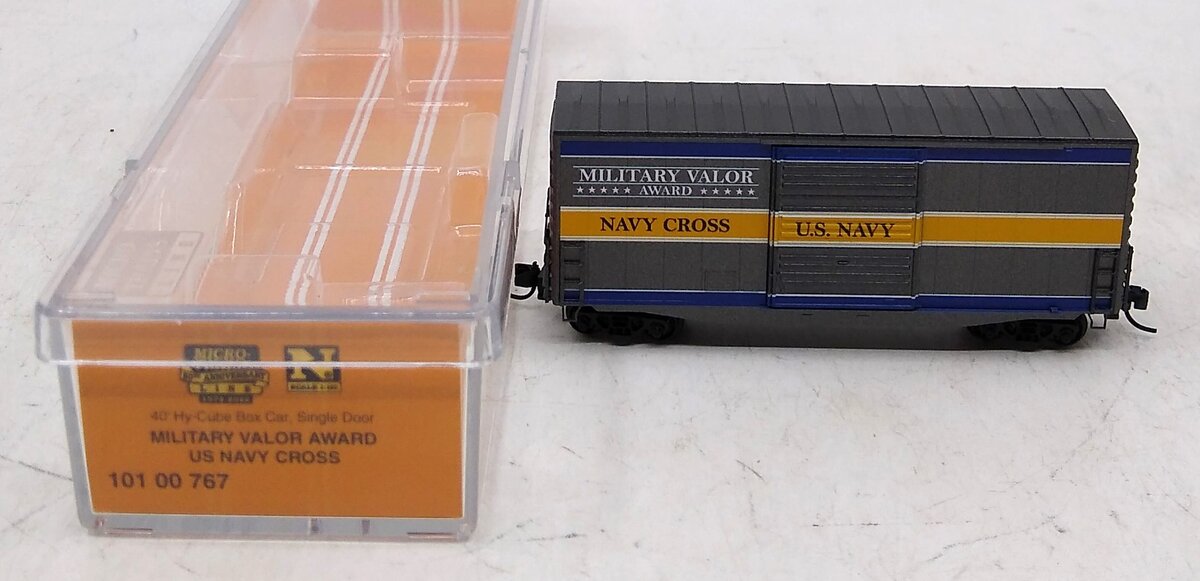 MICRO-
LINE
N
40' Hy-Cube Box Car, Single Door
MILITARY VALOR AWARD
US NAVY CROSS
101 00 767
MILITARY VALOR
★★★★★ AWARD ★★★★★
NAVY CROSS
U.S. NAVY